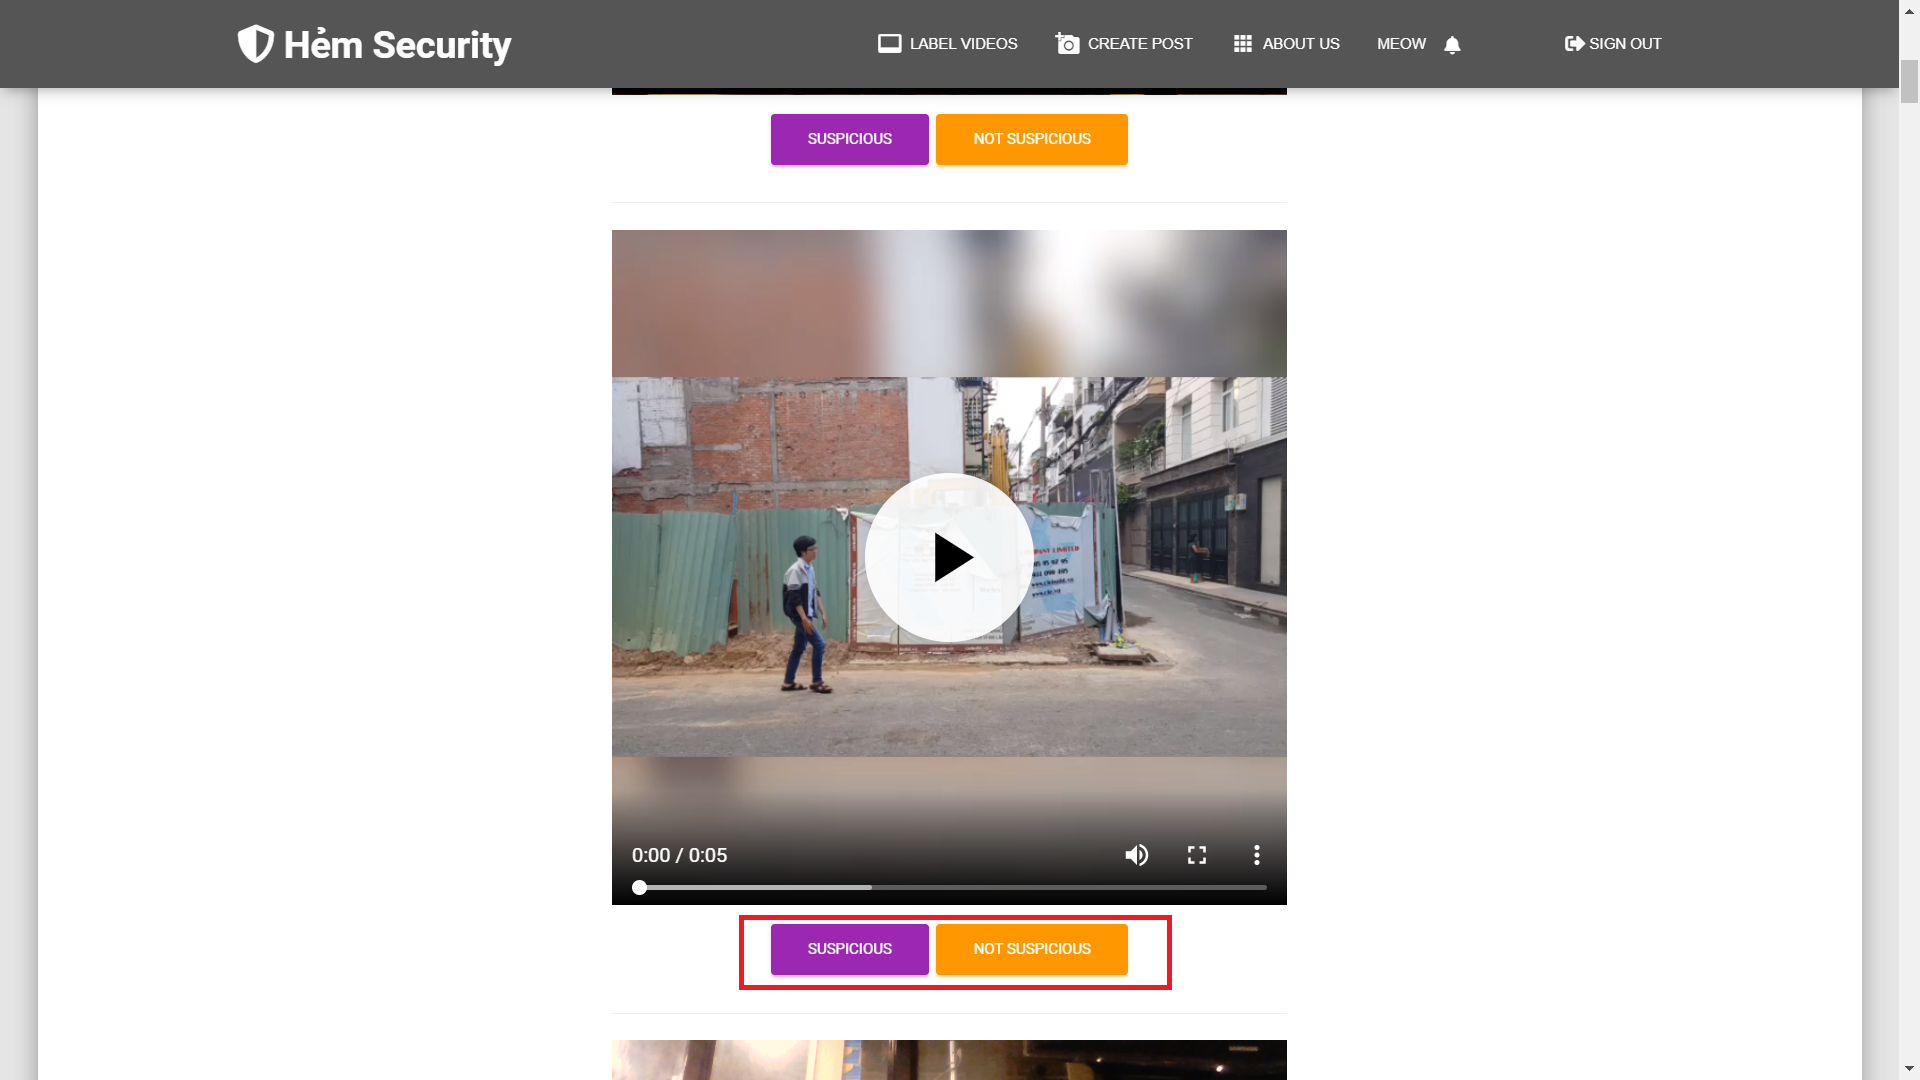 Hẻm Security
LABEL VIDEOS
CREATE POST
ABOUT US
MEOW
SIGN OUT
SUSPICIOUS
NOT SUSPICIOUS
LIMITED
0:00 / 0:05
SUSPICIOUS
NOT SUSPICIOUS